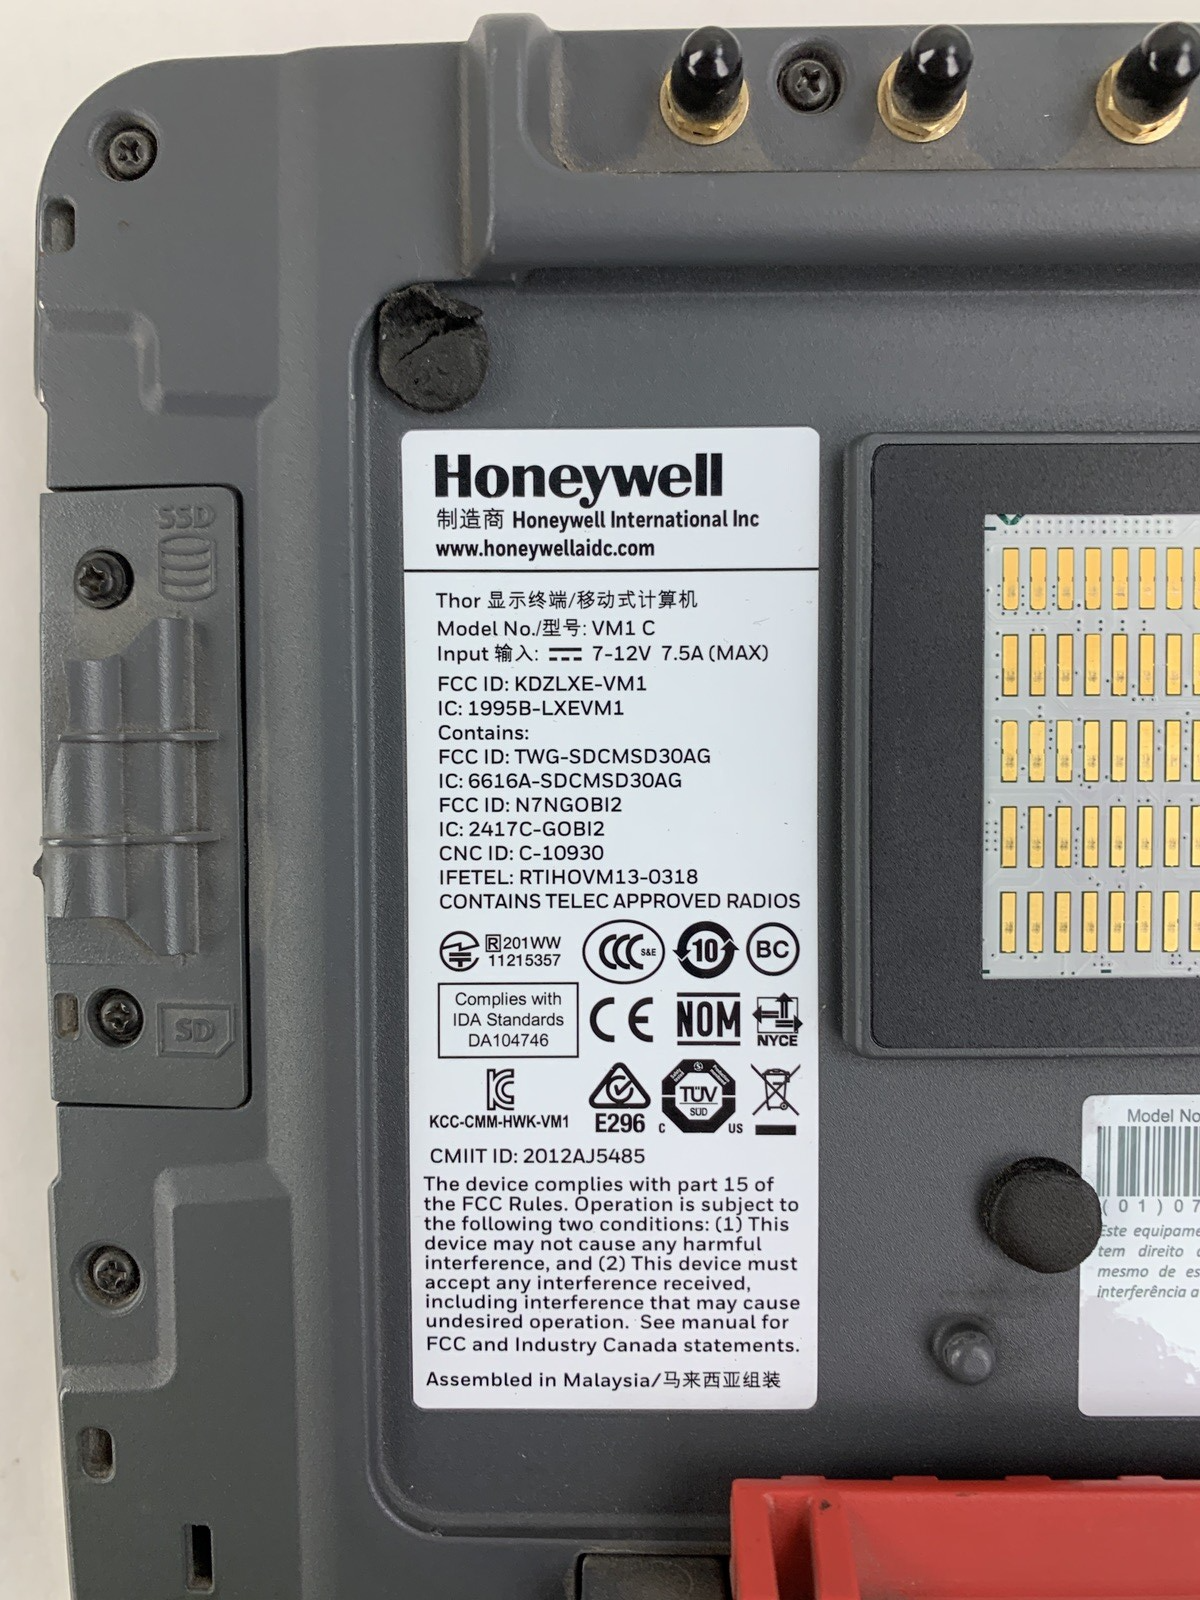 SSD
SD
Honeywell
制造商 Honeywell International Inc
www.honeywellaidc.com
Thor 显示终端/移动式计算机
Model No./型号: VM1 C
Input 输入: 7-12V 7.5A (MAX)
FCC ID: KDZLXE-VM1
IC: 1995B-LXEVM1
Contains:
FCC ID: TWG-SDCMSD30AG
IC: 6616A-SDCMSD30AG
FCC ID: N7NGOBI2
IC: 2417C-GOBI2
CNC ID: C-10930
IFETEL: RTIHOVM13-0318
CONTAINS TELEC APPROVED RADIOS
R 201WW
11215357
CCC S&E
10
BC
Complies with
IDA Standards
DA104746
CE
NOM
NYCE
KCC-CMM-HWK-VM1
E296
TÜV
SÜD
C US
CMIIT ID: 2012AJ5485
The device complies with part 15 of
the FCC Rules. Operation is subject to
the following two conditions: (1) This
device may not cause any harmful
interference, and (2) This device must
accept any interference received,
including interference that may cause
undesired operation. See manual for
FCC and Industry Canada statements.
Assembled in Malaysia/马来西亚组装
Model No
(01)07
Este equipame
tem direito
mesmo de es
interferência a